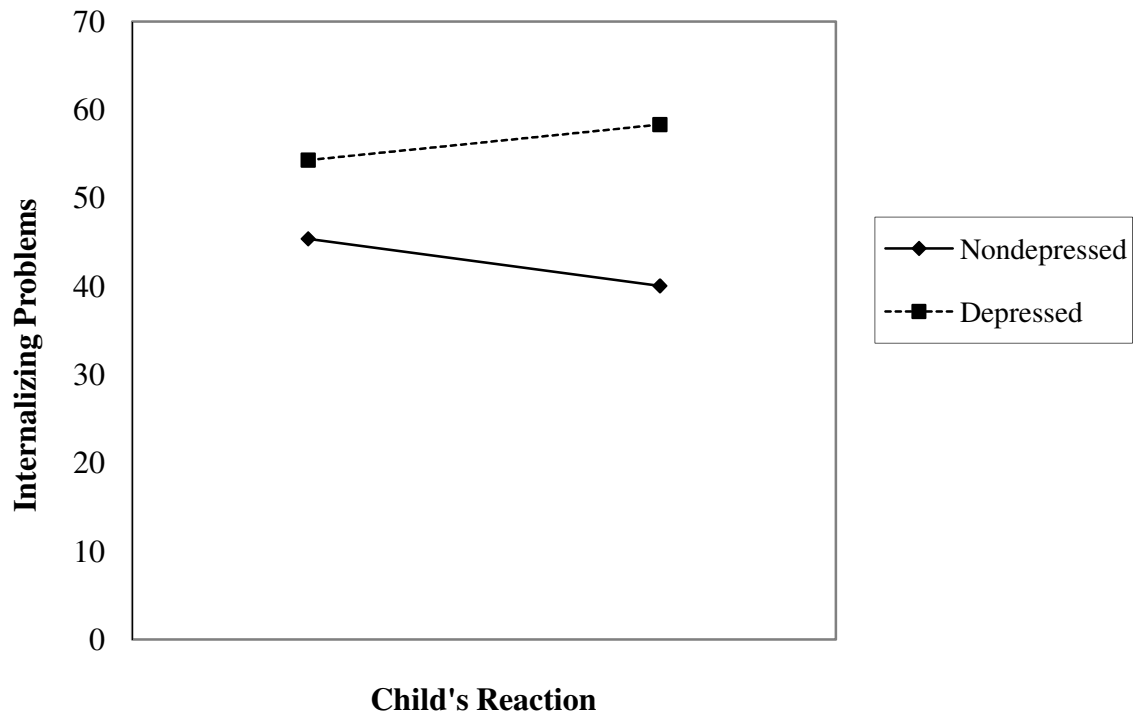 70
60
50
40
30
20
10
0
Internalizing Problems
Child's Reaction
Nondepressed
Depressed